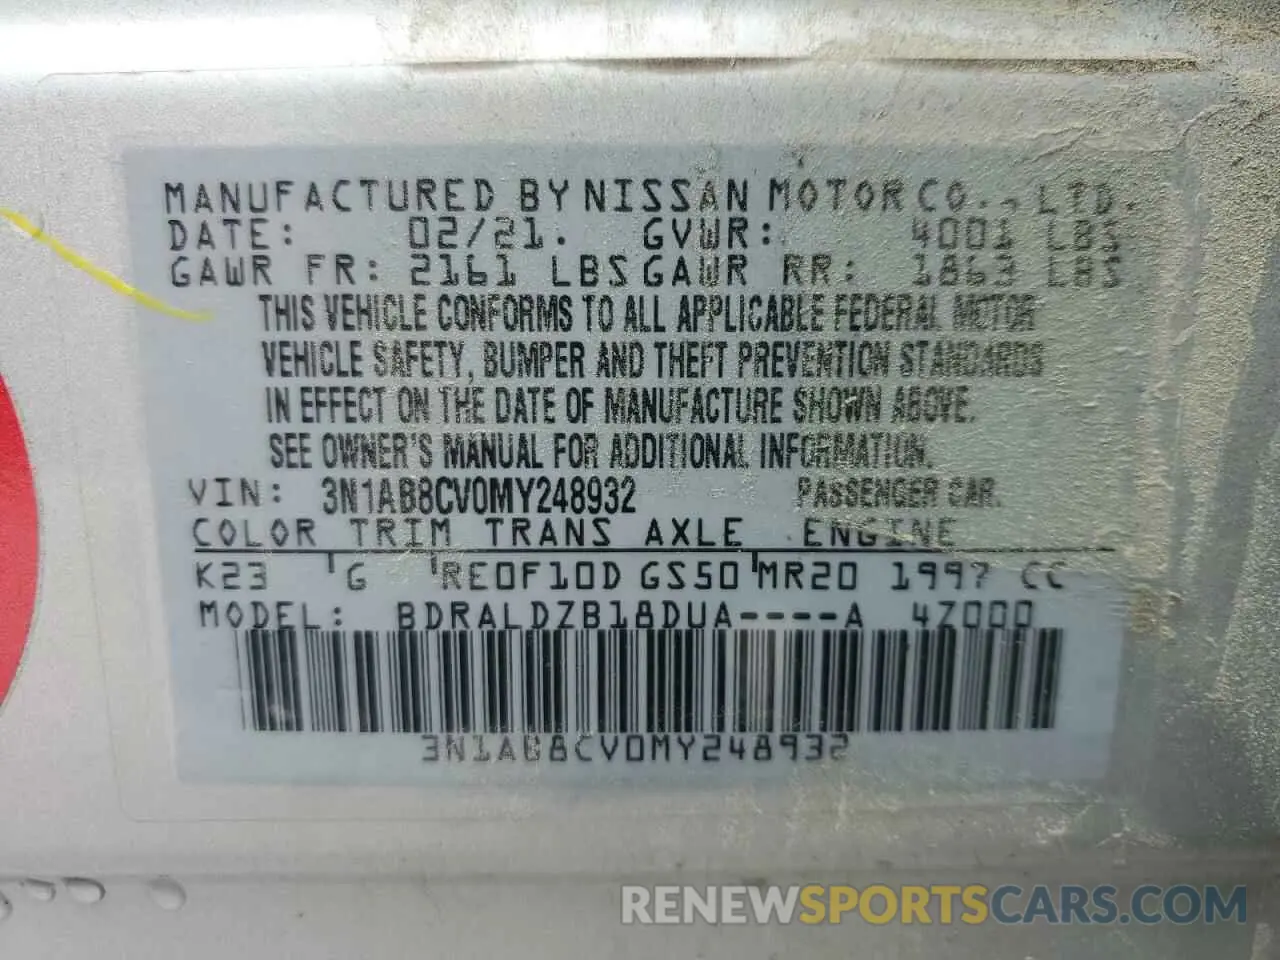 MANUFACTURED BY NISSAN MOTOR CO., LTD.
DATE: 02/21. GVWR: 4001 LBS
GAWR FR: 2161 LBS GAWR RR: 1863 LBS
THIS VEHICLE CONFORMS TO ALL APPLICABLE FEDERAL MOTOR
VEHICLE SAFETY, BUMPER AND THEFT PREVENTION STANDARDS
IN EFFECT ON THE DATE OF MANUFACTURE SHOWN ABOVE.
SEE OWNER'S MANUAL FOR ADDITIONAL INFORMATION.
VIN: 3N1AB8CV0MY248932 PASSENGER CAR.
COLOR TRIM TRANS AXLE ENGINE
K23 G RE0F10D GS50 MR20 1997 CC
MODEL: BDRALDZB18DUA----A 4Z000
3N1AB8CV0MY248932
RENEWSPORTSCARS.COM